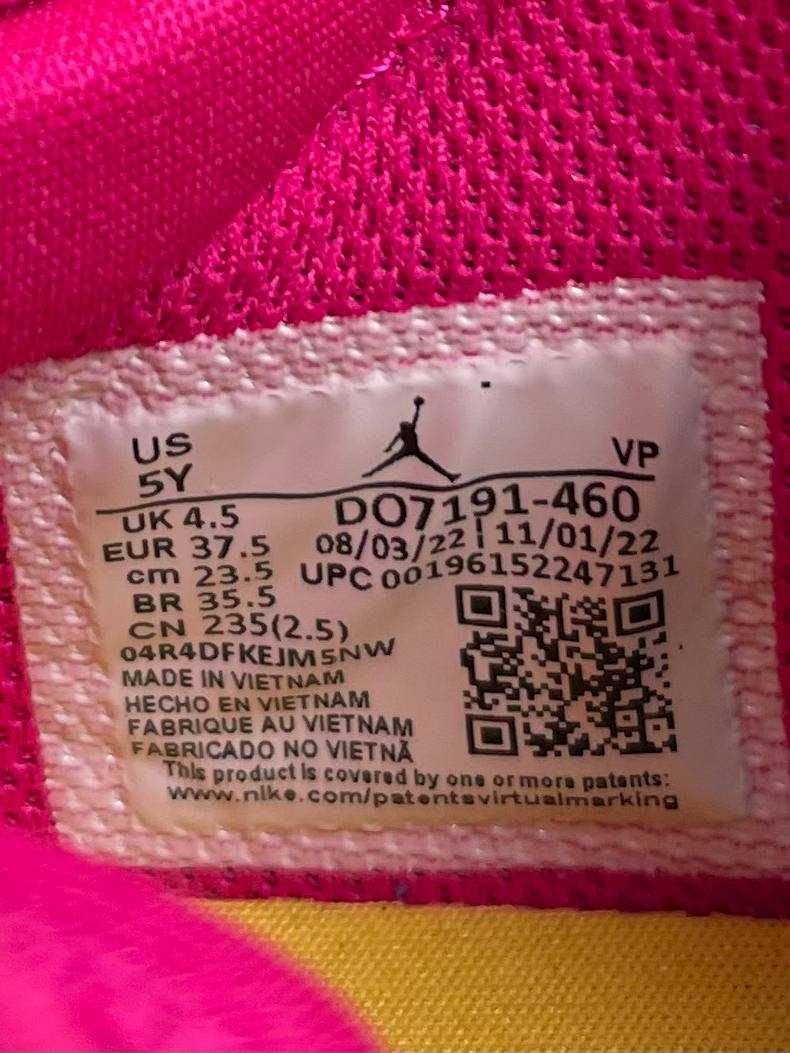 US
5Y
VP
UK 4.5
DO7191-460
EUR 37.5
08/03/22 | 11/01/22
cm 23.5
UPC 00196152247131
BR 35.5
CN 235(2.5)
04R4DFKEJM5NW
MADE IN VIETNAM
HECHO EN VIETNAM
FABRIQUE AU VIETNAM
FABRICADO NO VIETNÃ
This product is covered by one or more patents:
www.nike.com/patentsvirtualmarking